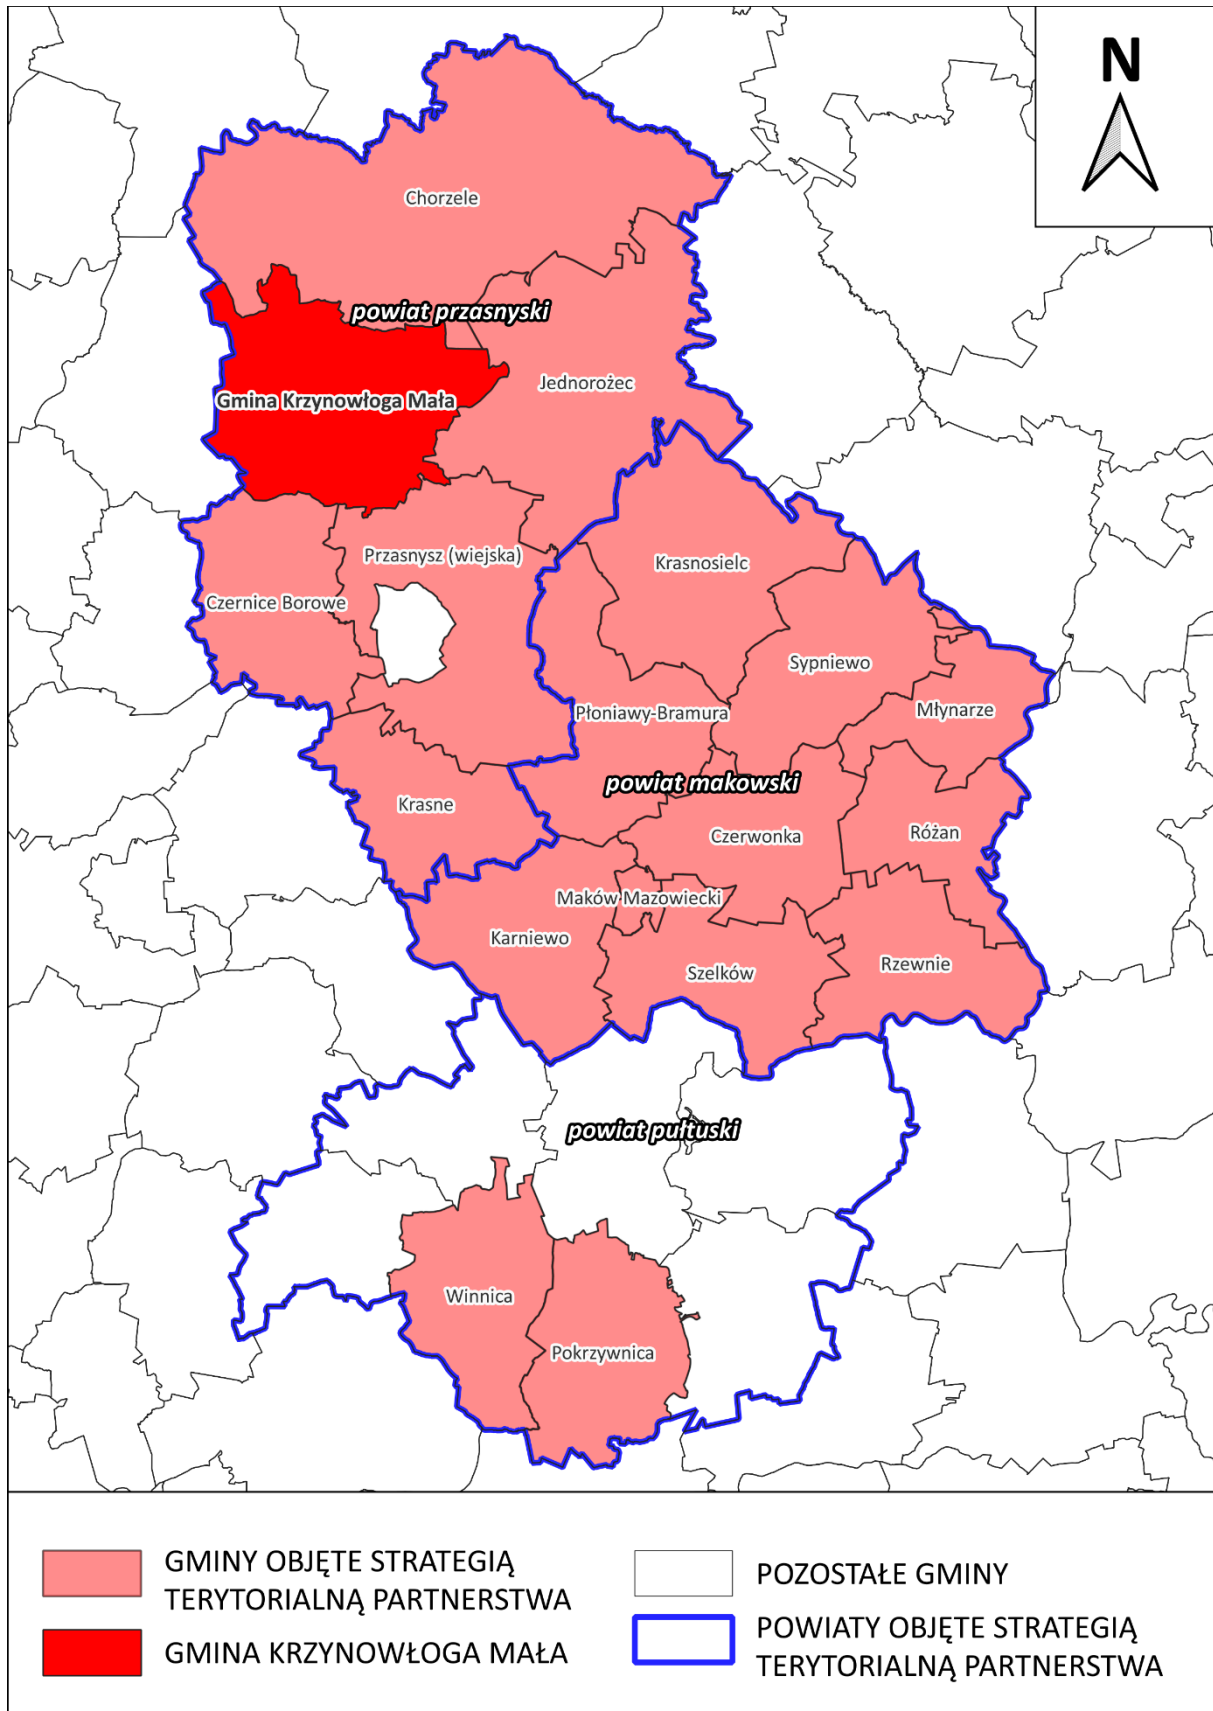 N
Chorzele
powiat przasnyski
Jednorożec
Gmina Krzynowłoga Mała
Przasnysz (wiejska)
Krasnosielc
Czernice Borowe
Sypniewo
Młynarze
Płoniawy-Bramura
powiat makowski
Krasne
Czerwonka
Różan
Maków Mazowiecki
Karniewo
Szelków
Rzewnie
powiat pułtuski
Winnica
Pokrzywnica
GMINY OBJĘTE STRATEGIĄ
TERYTORIALNĄ PARTNERSTWA
GMINA KRZYNOWŁOGA MAŁA
POZOSTAŁE GMINY
POWIATY OBJĘTE STRATEGIĄ
TERYTORIALNĄ PARTNERSTWA